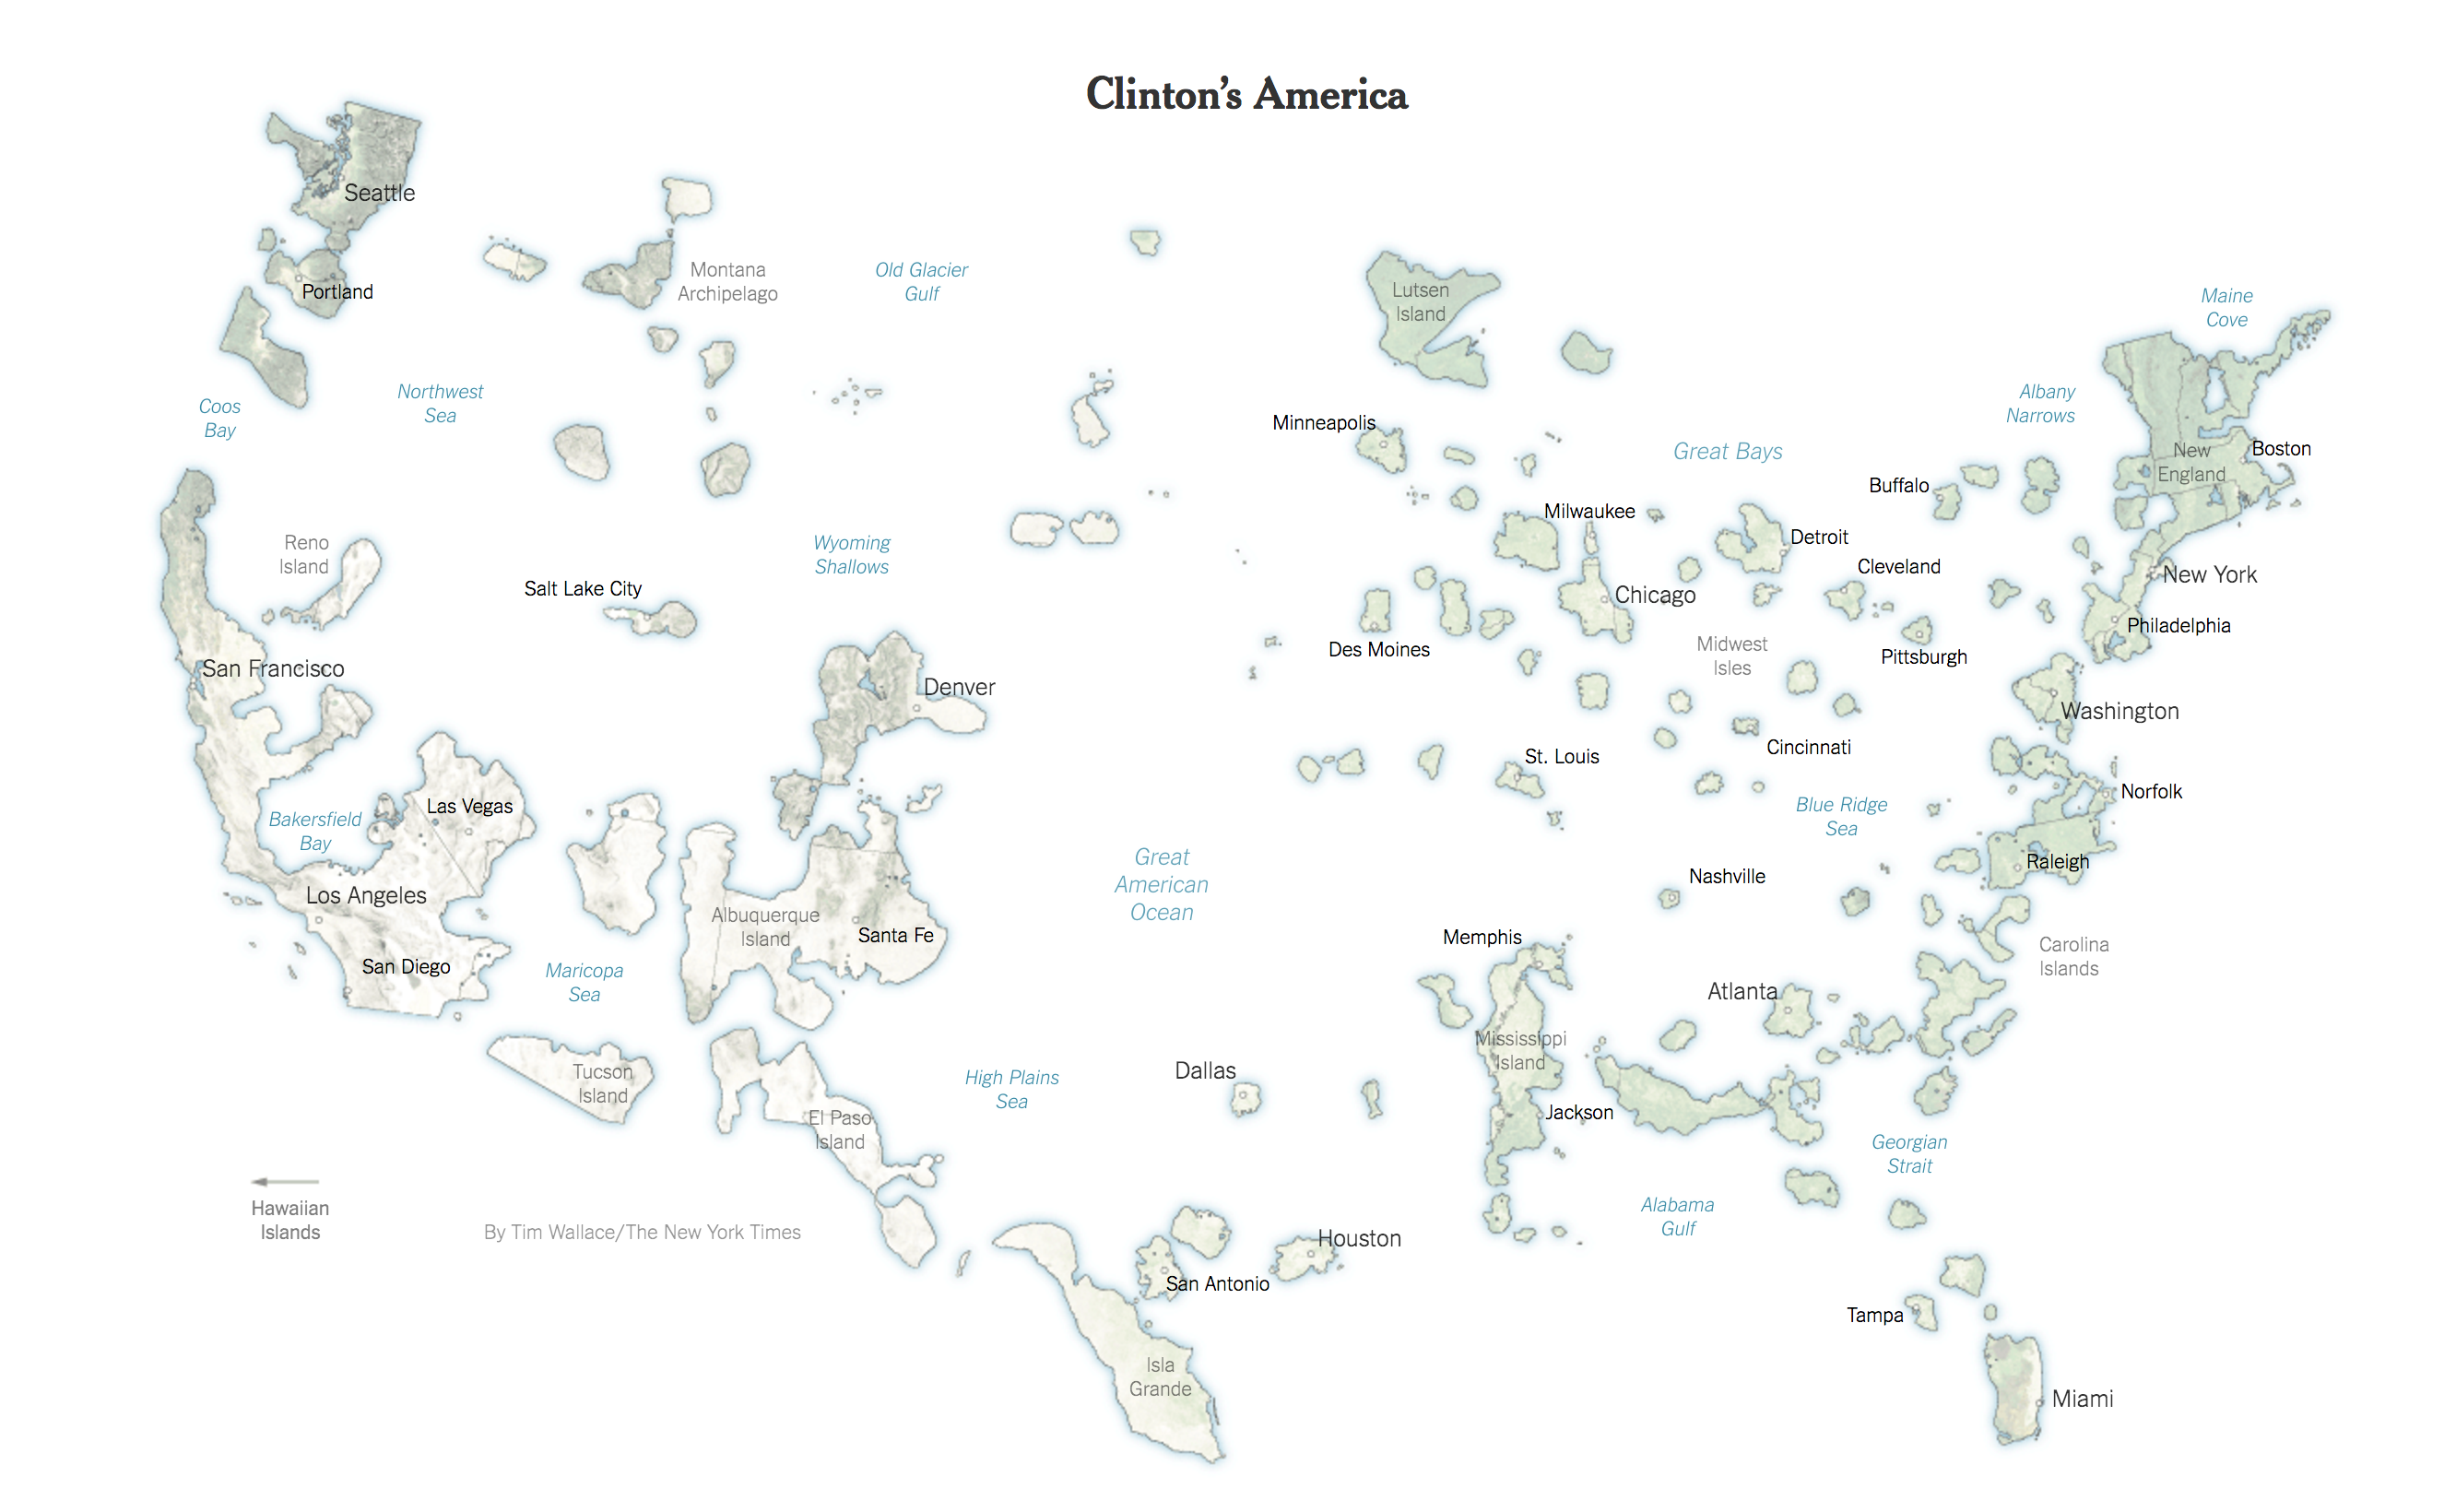 Clinton’s America
Seattle
Portland
Montana
Archipelago
Old Glacier
Gulf
Lutsen
Island
Maine
Cove
Coos
Bay
Northwest
Sea
Minneapolis
Great Bays
Albany
Narrows
New
England
Boston
Buffalo
Milwaukee
Detroit
Reno
Island
Wyoming
Shallows
Cleveland
New York
Salt Lake City
Chicago
Des Moines
Midwest
Isles
Pittsburgh
Philadelphia
San Francisco
Denver
Washington
Cincinnati
St. Louis
Las Vegas
Bakersfield
Bay
Blue Ridge
Sea
Norfolk
Great
American
Ocean
Nashville
Raleigh
Los Angeles
Albuquerque
Island
Santa Fe
Memphis
Carolina
Islands
San Diego
Maricopa
Sea
Atlanta
Mississippi
Island
Tucson
Island
El Paso
Island
High Plains
Sea
Dallas
Jackson
Georgian
Strait
Hawaiian
Islands
By Tim Wallace/The New York Times
Alabama
Gulf
Houston
San Antonio
Tampa
Isla
Grande
Miami